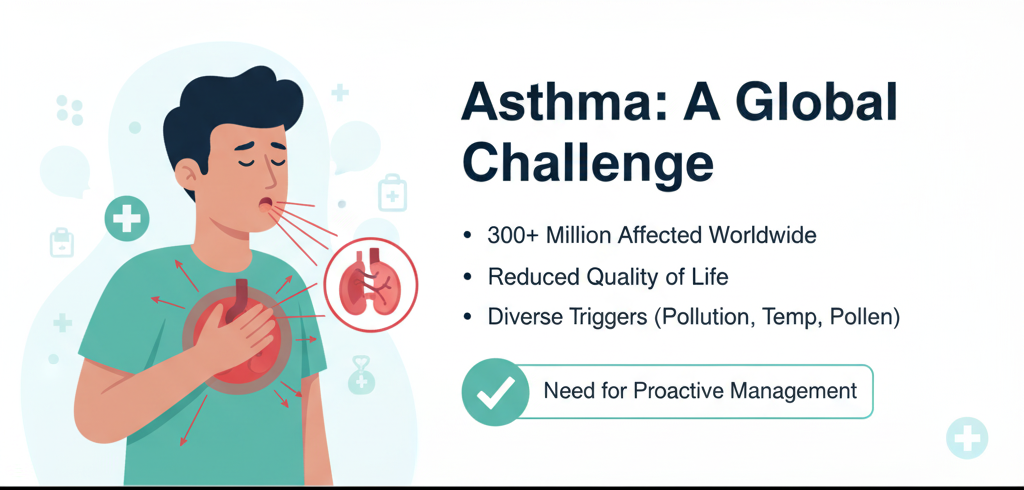 Asthma: A Global
Challenge
• 300+ Million Affected Worldwide
• Reduced Quality of Life
• Diverse Triggers (Pollution, Temp, Pollen)
Need for Proactive Management